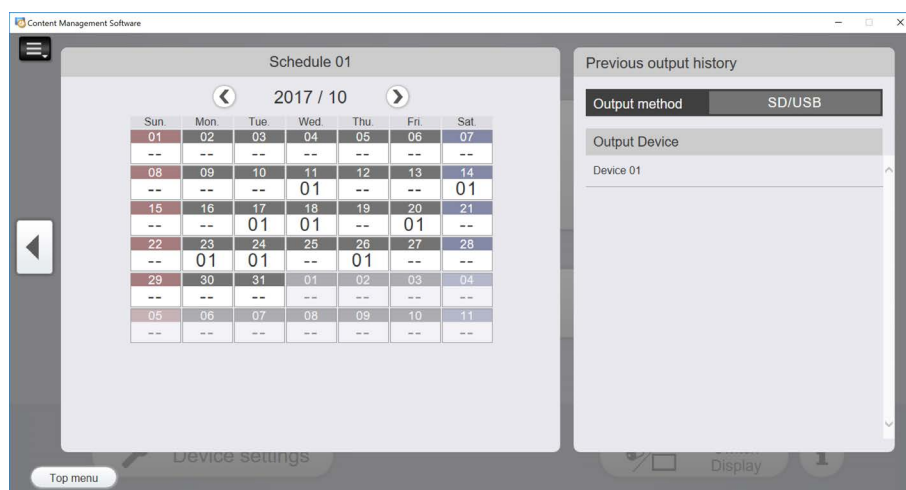 Content Management Software
Schedule 01
2017 / 10
Sun. Mon. Tue. Wed. Thu. Fri. Sat.
01 02 03 04 05 06 07
-- -- -- -- -- -- --
08 09 10 11 12 13 14
-- -- -- 01 -- -- 01
15 16 17 18 19 20 21
-- -- 01 01 -- 01 --
22 23 24 25 26 27 28
-- 01 01 -- 01 -- --
29 30 31 01 02 03 04
-- -- -- -- -- -- --
05 06 07 08 09 10 11
-- -- -- -- -- -- --
Previous output history
Output method SD/USB
Output Device
Device 01
Device settings
Display
Top menu